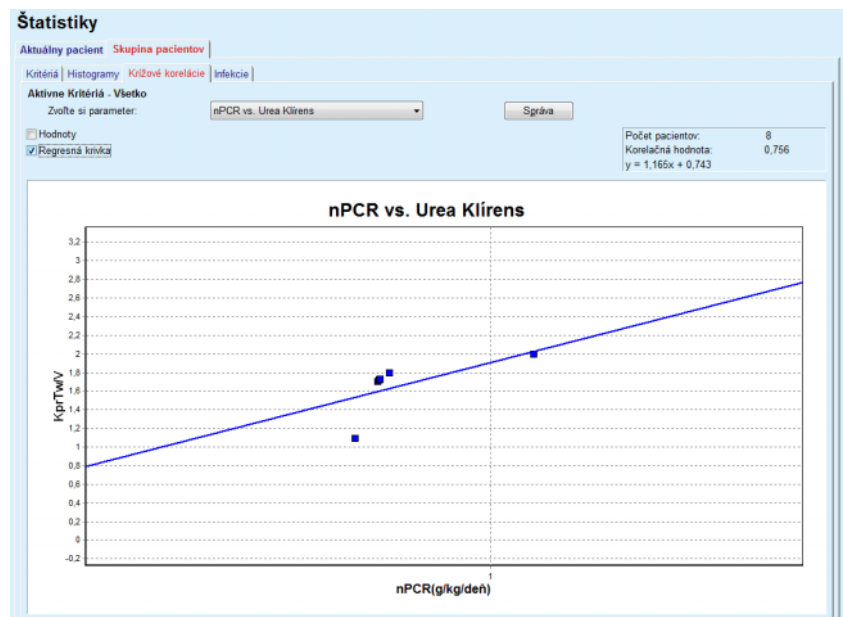 Štatistiky
Aktuálny pacient Skupina pacientov
Kritériá Histogramy Krížové korelácie Infekcie
Aktívne Kritériá - Všetko
Zvoľte si parameter: nPCR vs. Urea Klírens Správa
Hodnoty
Regresná krivka
Počet pacientov: 8
Korelačná hodnota: 0,756
y = 1,165x + 0,743
nPCR vs. Urea Klírens
3,2
3
2,8
2,6
2,4
2,2
2
1,8
1,6
1,4
1,2
1
0,8
0,6
0,4
0,2
0
-0,2
KprTw/V
1
nPCR(g/kg/deň)